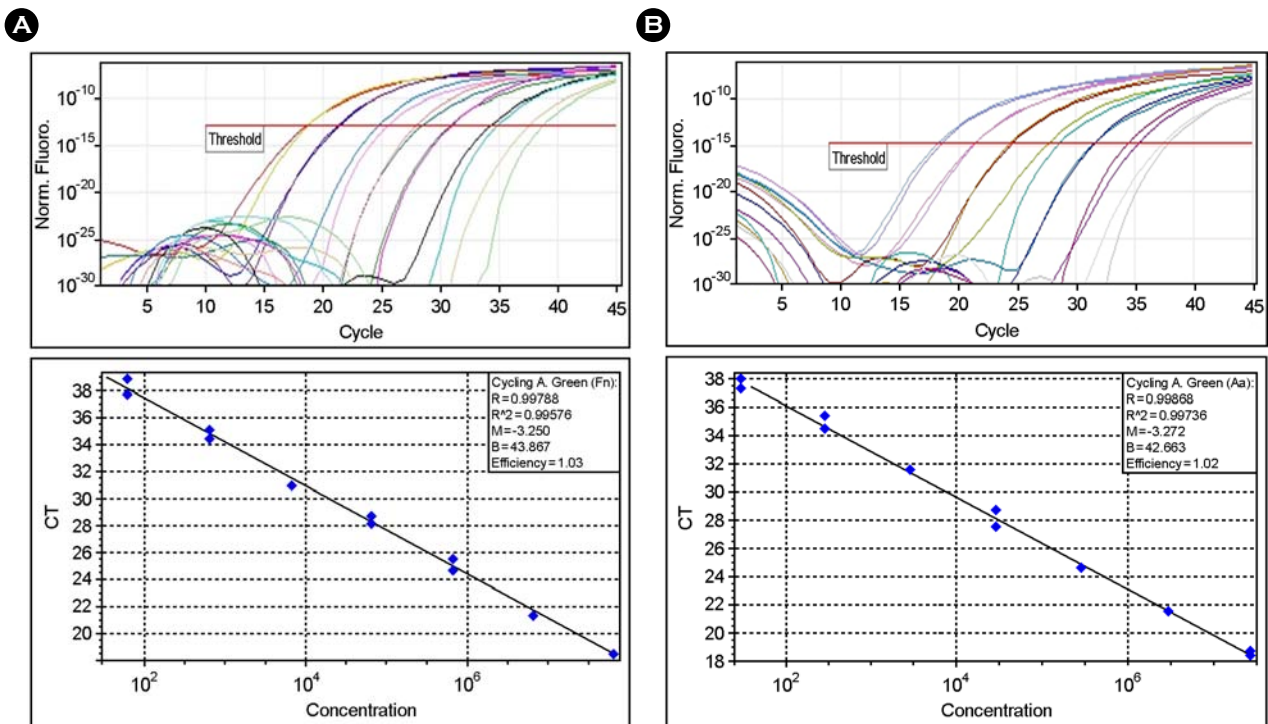 A
10^-10
10^-15
10^-20
10^-25
10^-30
Norm. Fluoro.
Threshold
5 10 15 20 25 30 35 40 45
Cycle
38
36
34
32
30
28
26
24
22
20
CT
Cycling A. Green (Fn):
R=0.99788
R^2=0.99576
M=-3.250
B=43.867
Efficiency=1.03
10^2 10^4 10^6
Concentration
B
10^-10
10^-15
10^-20
10^-25
10^-30
Norm. Fluoro.
Threshold
5 10 15 20 25 30 35 40 45
Cycle
38
36
34
32
30
28
26
24
22
20
18
CT
Cycling A. Green (Aa):
R=0.99868
R^2=0.99736
M=-3.272
B=42.663
Efficiency=1.02
10^2 10^4 10^6
Concentration